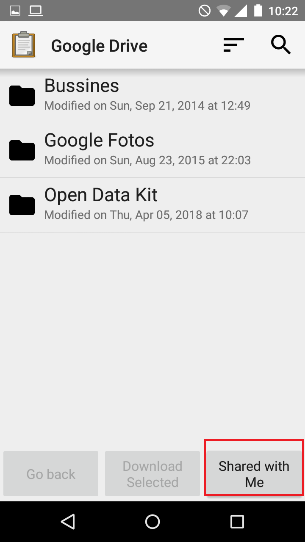 10:22
Google Drive
Bussines
Modified on Sun, Sep 21, 2014 at 12:49
Google Fotos
Modified on Sun, Aug 23, 2015 at 22:03
Open Data Kit
Modified on Thu, Apr 05, 2018 at 10:07
Go back
Download
Selected
Shared with
Me